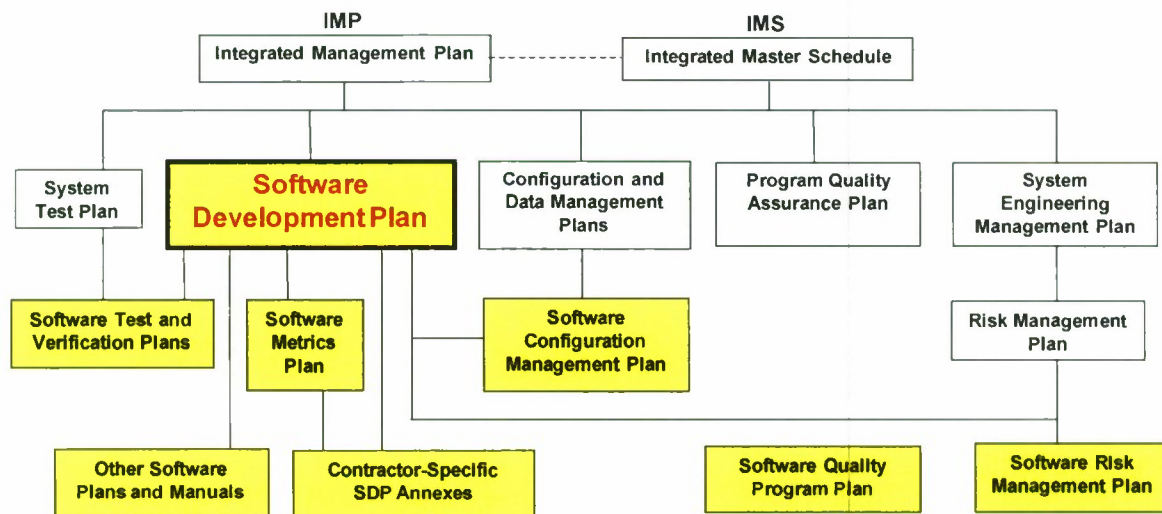 IMP
Integrated Management Plan
IMS
Integrated Master Schedule
System
Test Plan
Software
Development Plan
Configuration and
Data Management
Plans
Program Quality
Assurance Plan
System
Engineering
Management Plan
Software Test and
Verification Plans
Software
Metrics
Plan
Software
Configuration
Management Plan
Risk Management
Plan
Other Software
Plans and Manuals
Contractor-Specific
SDP Annexes
Software Quality
Program Plan
Software Risk
Management Plan